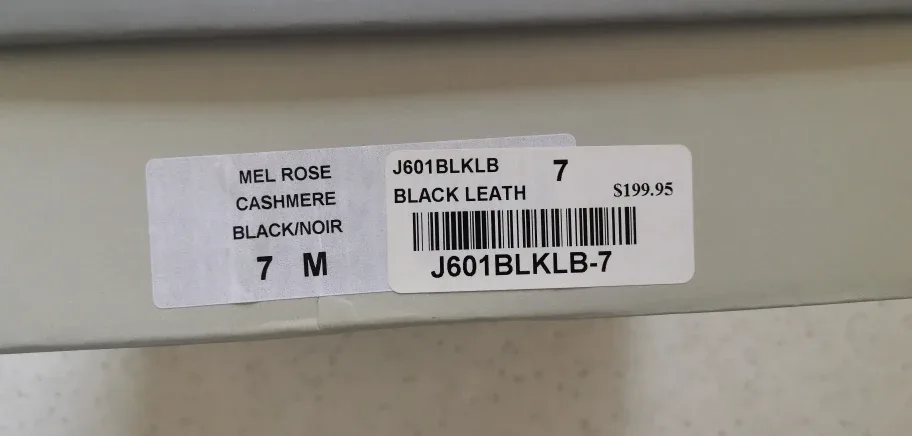 MEL ROSE
CASHMERE
BLACK/NOIR
7 M
J601BLKLB 7
BLACK LEATH $199.95
J601BLKLB-7